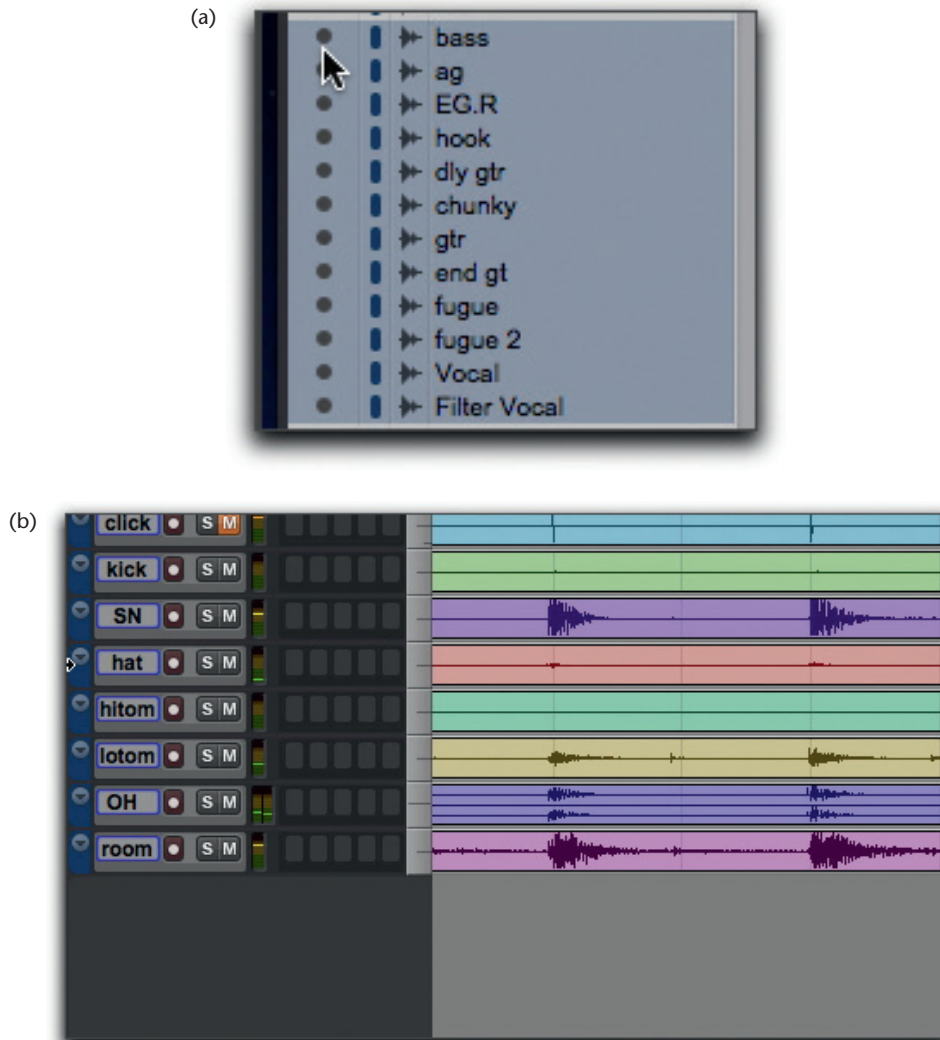 (a)
bass
ag
EG.R
hook
dly gtr
chunky
gtr
end gt
fugue
fugue 2
Vocal
Filter Vocal
(b)
click S M
kick S M
SN S M
hat S M
hitom S M
lotom S M
OH S M
room S M